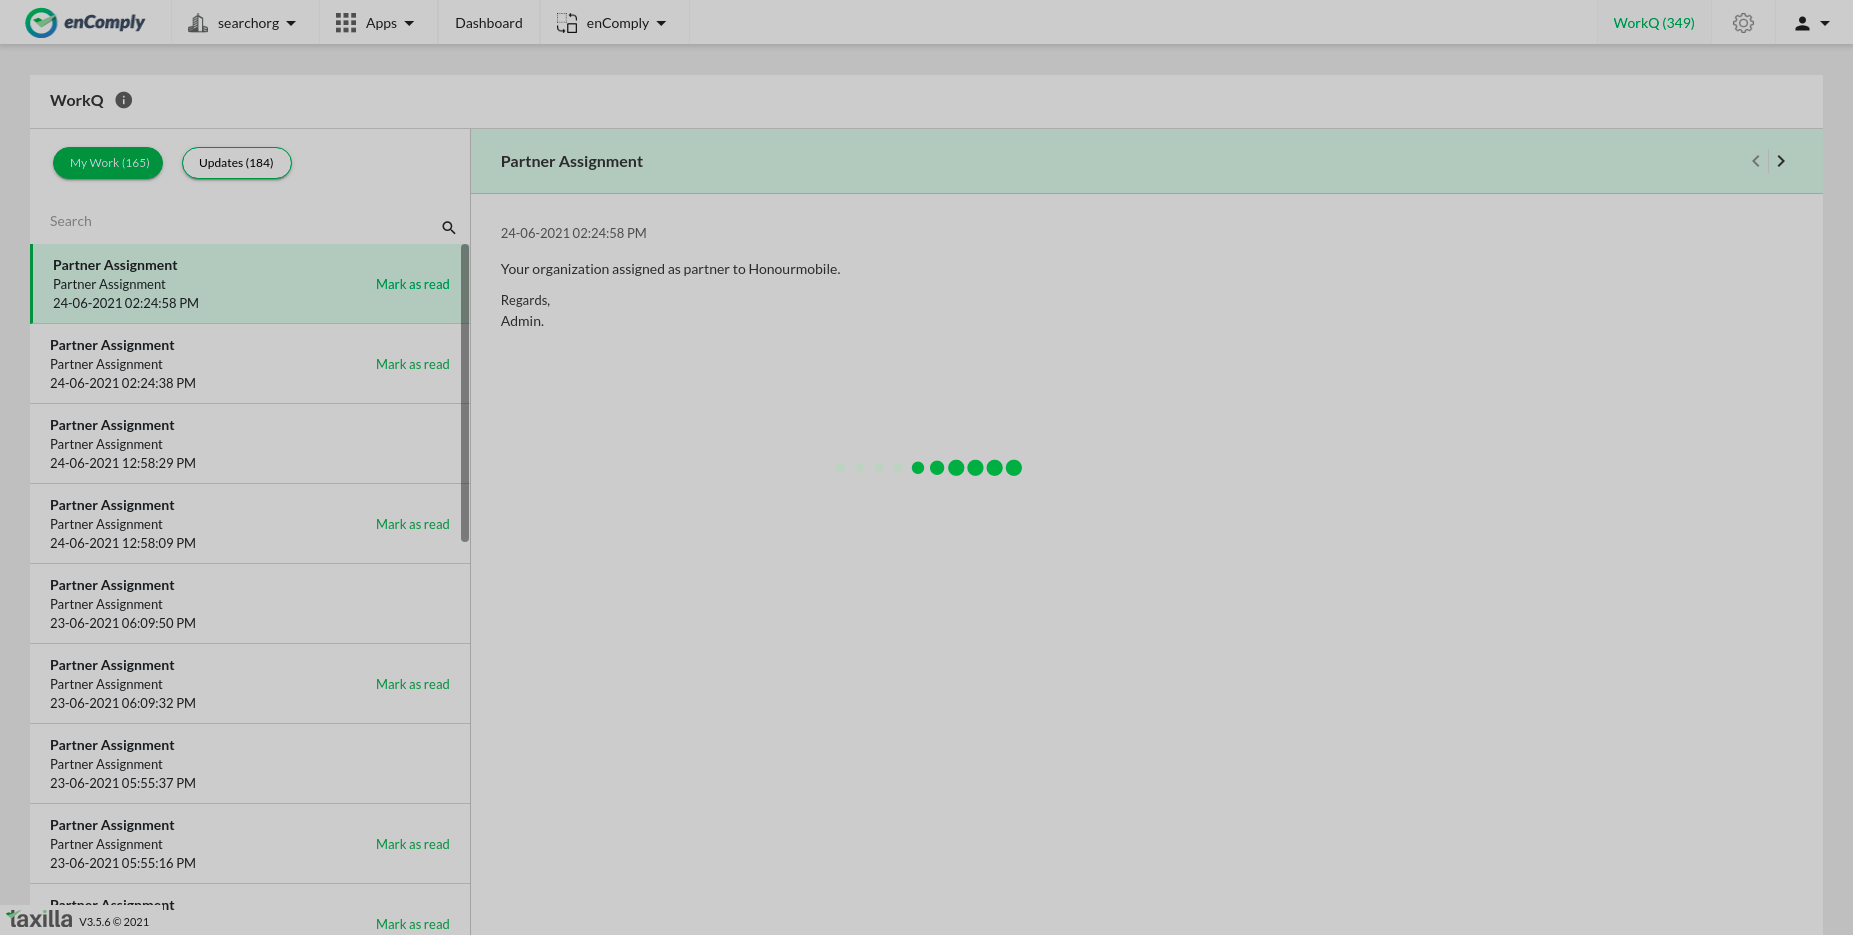 enComply
searchorg
Apps
Dashboard
enComply
WorkQ (349)
WorkQ
My Work (165)
Updates (184)
Search
Partner Assignment
Partner Assignment
Mark as read
24-06-2021 02:24:58 PM
Partner Assignment
Partner Assignment
Mark as read
24-06-2021 02:24:38 PM
Partner Assignment
Partner Assignment
24-06-2021 12:58:29 PM
Partner Assignment
Partner Assignment
Mark as read
24-06-2021 12:58:09 PM
Partner Assignment
Partner Assignment
23-06-2021 06:09:50 PM
Partner Assignment
Partner Assignment
Mark as read
23-06-2021 06:09:32 PM
Partner Assignment
Partner Assignment
23-06-2021 05:55:37 PM
Partner Assignment
Partner Assignment
Mark as read
23-06-2021 05:55:16 PM
Partner Assignment
Mark as read
Partner Assignment
24-06-2021 02:24:58 PM
Your organization assigned as partner to Honourmobile.
Regards,
Admin.
taxilla V3.5.6 © 2021